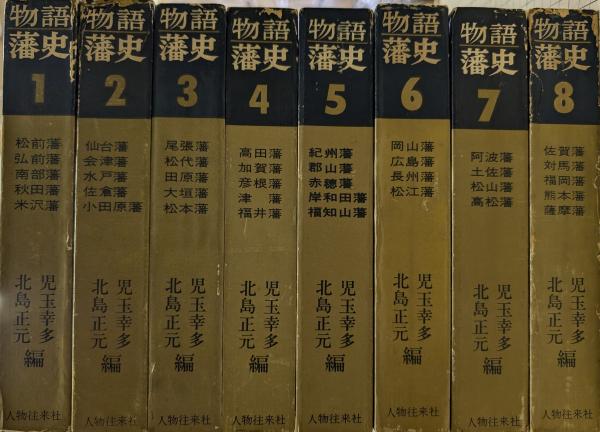 物語
藩史
1
松前藩
弘前藩
南部藩
秋田藩
米沢藩
児玉幸多
北島正元
編
人物往来社
物語
藩史
2
仙台藩
会津藩
水戸藩
佐倉藩
小田原藩
児玉幸多
北島正元
編
人物往来社
物語
藩史
3
尾張藩
松代藩
田原藩
大垣藩
松本藩
児玉幸多
北島正元
編
人物往来社
物語
藩史
4
高田藩
加賀藩
彦根藩
津藩
福井藩
児玉幸多
北島正元
編
人物往来社
物語
藩史
5
紀州藩
郡山藩
赤穂藩
岸和田藩
福知山藩
児玉幸多
北島正元
編
人物往来社
物語
藩史
6
岡山藩
広島藩
長州藩
松江藩
児玉幸多
北島正元
編
人物往来社
物語
藩史
7
阿波藩
土佐藩
松山藩
高松藩
児玉幸多
北島正元
編
人物往来社
物語
藩史
8
佐賀藩
対馬藩
福岡藩
熊本藩
薩摩藩
児玉幸多
北島正元
編
人物往来社